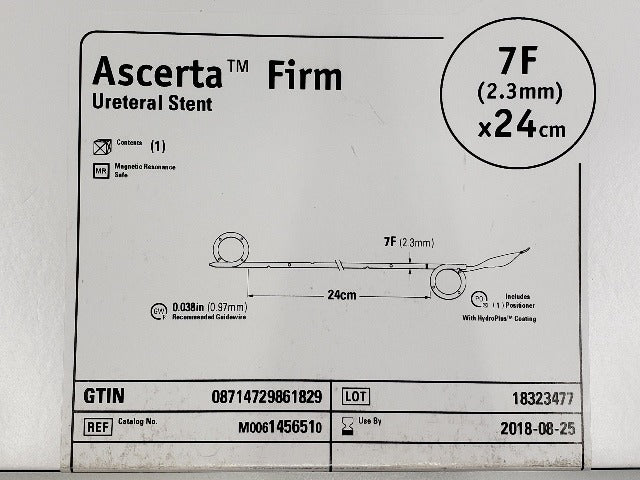 Ascerta™ Firm
Ureteral Stent
7F
(2.3mm)
x24cm
Contents (1)
MR Magnetic Resonance
Safe
7F (2.3mm)
24cm
GW 0.038in (0.97mm)
Recommended Guidewire
PO Includes
(1) Positioner
With HydroPlus™ Coating
GTIN 08714729861829
LOT 18323477
REF Catalog No. M0061456510
Use By 2018-08-25